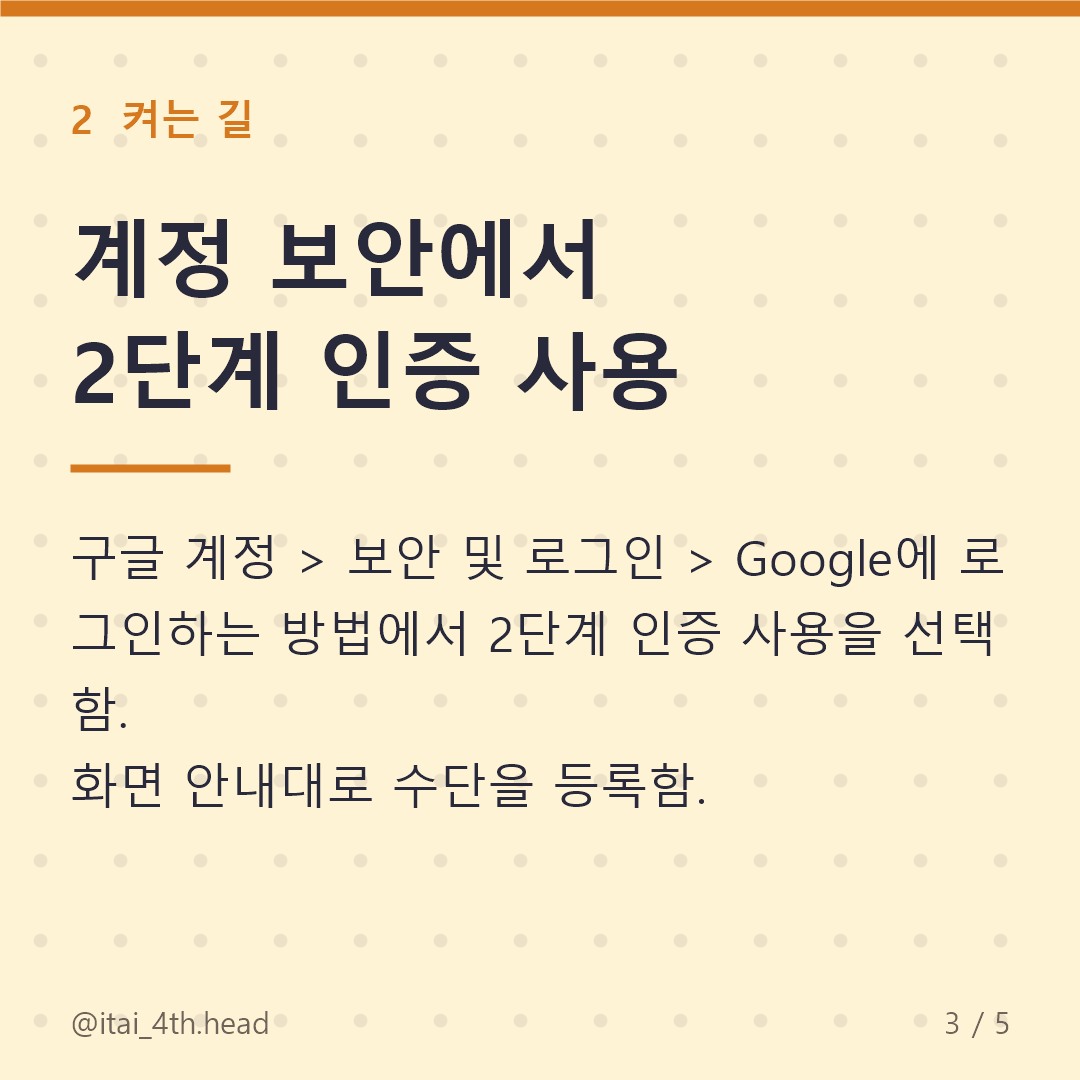 2 켜는 길
계정 보안에서
2단계 인증 사용
구글 계정 > 보안 및 로그인 > Google에 로
그인하는 방법에서 2단계 인증 사용을 선택
함.
화면 안내대로 수단을 등록함.
@itai_4th.head
3 / 5